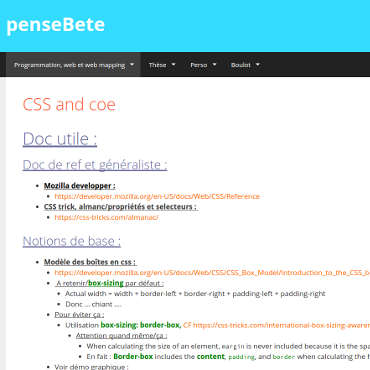 penseBete
Programmation, web et web mapping Thèse Perso Boulot
CSS and coe
Doc utile :
Doc de ref et généraliste :
Mozilla developper :
https://developer.mozilla.org/en-US/docs/Web/CSS/Reference
CSS trick, almanc/propriétés et selecteurs :
https://css-tricks.com/almanac/
Notions de base :
Modèle des boîtes en css :
https://developer.mozilla.org/en-US/docs/Web/CSS/CSS_Box_Model/Introduction_to_the_CSS_b
A retenir/box-sizing par défaut :
Actual width = width + border-left + border-right + padding-left + padding-right
Donc ... chiant ....
Pour éviter ça :
Utilisation box-sizing: border-box, CF https://css-tricks.com/international-box-sizing-awaren
Attention quand même/ça :
When calculating the size of an element, margin is never included because it is the spa
En fait : Border-box includes the content, padding, and border when calculating the h
Voir démo graphique :